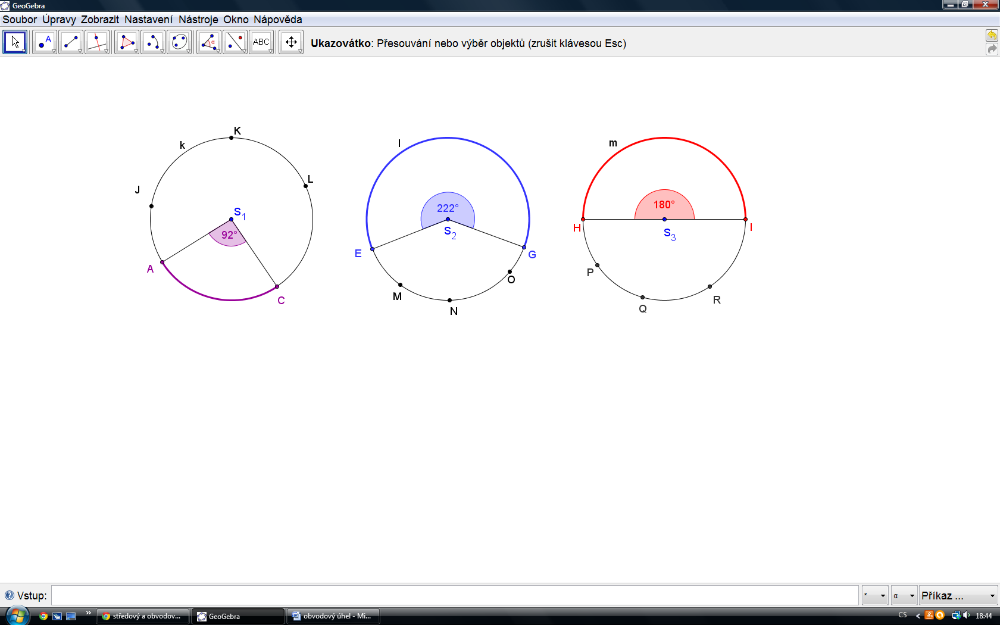 GeoGebra
Soubor Úpravy Zobrazit Nastavení Nástroje Okno Nápověda
A
α
ABC
Ukazovátko: Přesouvání nebo výběr objektů (zrušit klávesou Esc)
K
k
J
L
S1
92°
A
C
l
222°
S2
E
G
M
O
N
m
180°
H
S3
I
P
Q
R
Vstup:
²
α
Příkaz ...
»
středový a obvodov...
GeoGebra
obvodový úhel - Mi...
CS
<
18:44